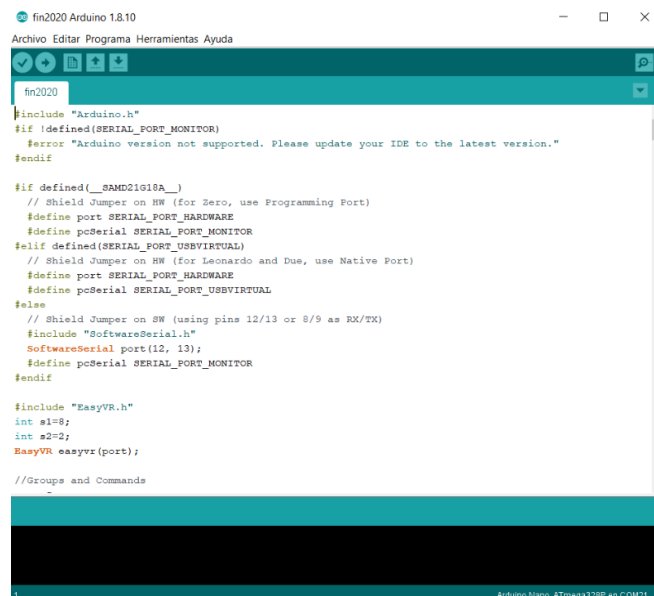 fin2020 Arduino 1.8.10
Archivo Editar Programa Herramientas Ayuda
fin2020
#include "Arduino.h"
#if !defined(SERIAL_PORT_MONITOR)
  #error "Arduino version not supported. Please update your IDE to the latest version."
#endif

#if defined(__SAMD21G18A__)
  // Shield Jumper on HW (for Zero, use Programming Port)
  #define port SERIAL_PORT_HARDWARE
  #define pcSerial SERIAL_PORT_MONITOR
#elif defined(SERIAL_PORT_USBVIRTUAL)
  // Shield Jumper on HW (for Leonardo and Due, use Native Port)
  #define port SERIAL_PORT_HARDWARE
  #define pcSerial SERIAL_PORT_USBVIRTUAL
#else
  // Shield Jumper on SW (using pins 12/13 or 8/9 as RX/TX)
  #include "SoftwareSerial.h"
  SoftwareSerial port(12, 13);
  #define pcSerial SERIAL_PORT_MONITOR
#endif

#include "EasyVR.h"
int s1=8;
int s2=2;
EasyVR easyvr(port);

//Groups and Commands
1 Arduino Nano, ATmega328P en COM21